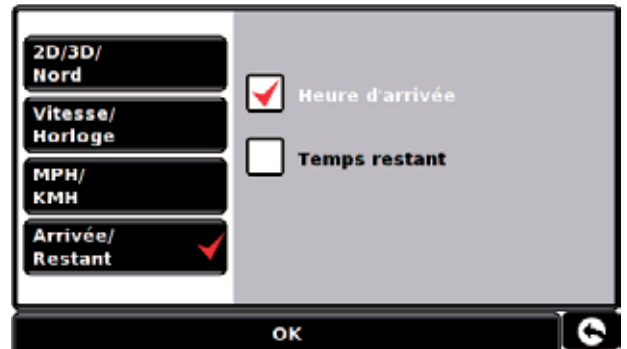 2D/3D/
Nord
Vitesse/
Horloge
MPH/
KMH
Arrivée/
Restant
Heure d'arrivée
Temps restant
OK